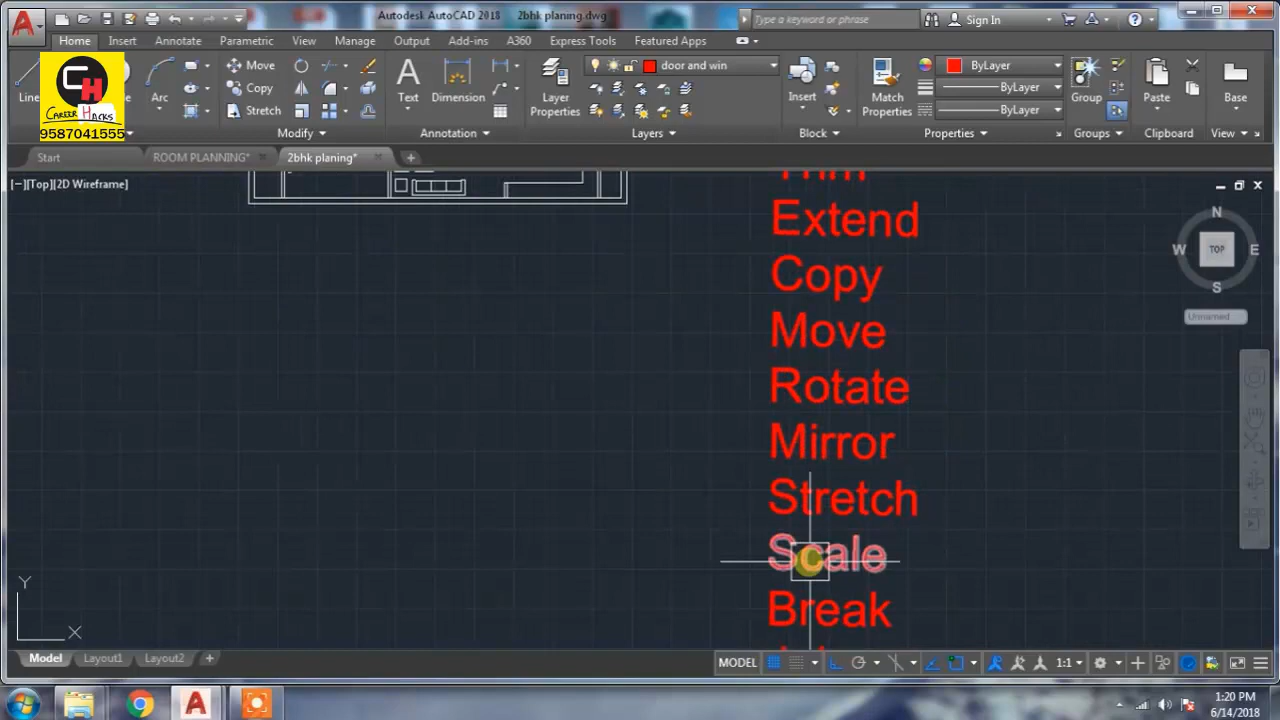 Autodesk AutoCAD 2018 2bhk planing.dwg
Type a keyword or phrase
Sign In
Home Insert Annotate Parametric View Manage Output Add-ins A360 Express Tools Featured Apps
CH
CAREER HACKS
9587041555
Line
Arc
Move
Copy
Stretch
Text
Dimension
Layer
Properties
door and win
Insert
Match
Properties
ByLayer
ByLayer
ByLayer
Group
Paste
Base
Modify
Annotation
Layers
Block
Properties
Groups
Clipboard
View
Start ROOM PLANNING* 2bhk planing*
[−][Top][2D Wireframe]
Trim
Extend
Copy
Move
Rotate
Mirror
Stretch
Scale
Break
N
W TOP E
S
Unnamed
Y
X
Model Layout1 Layout2
MODEL
1:1
1:20 PM
6/14/2018